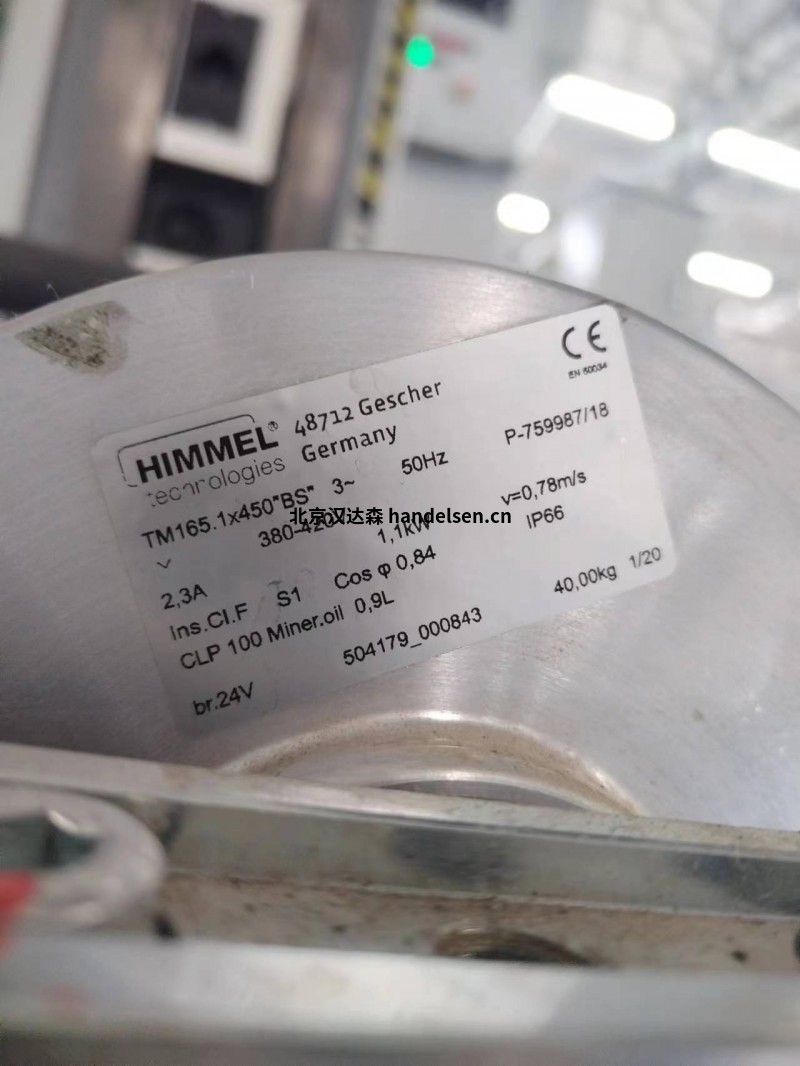 CE
EN 60034
HIMMEL® 48712 Gescher
technologies Germany
P-759987/18
TM165.1x450"BS" 3~ 50Hz
380-420
v=0,78m/s
2,3A 1,1kW IP66
Ins.Cl.F S1 Cos φ 0,84
CLP 100 Miner.oil 0,9L
40,00kg 1/20
br.24V 504179_000843
北京汉达森 handelsen.cn